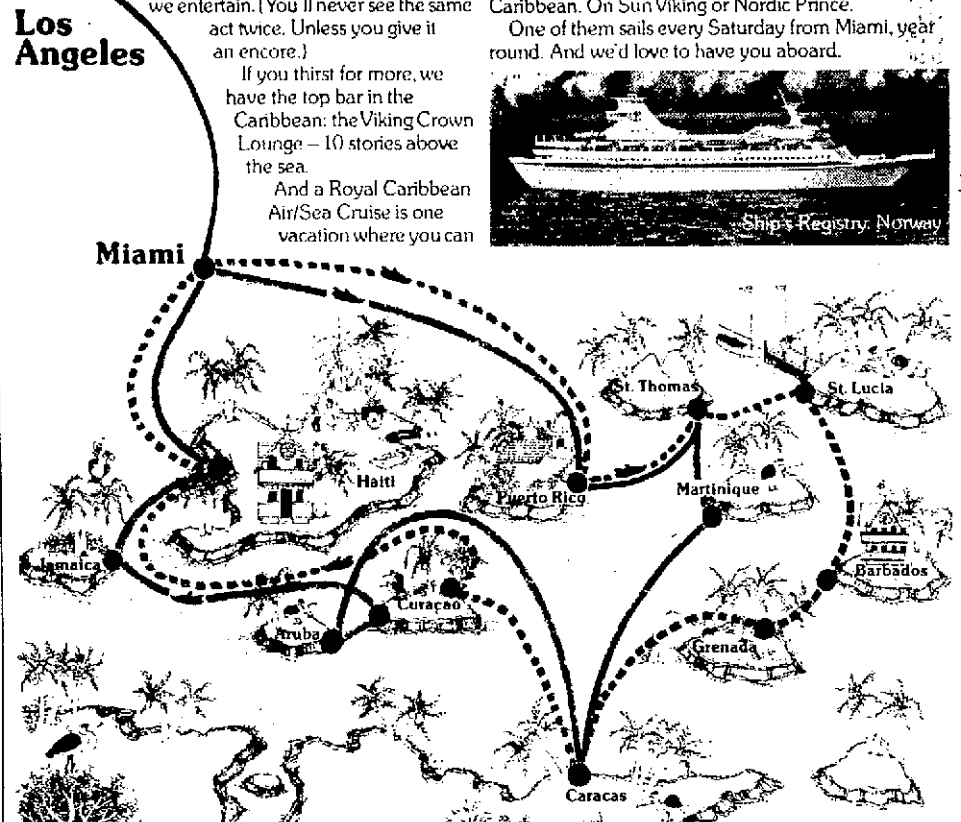 Los
Angeles
we entertain. (You'll never see the same
act twice. Unless you give it
an encore.)
If you thirst for more, we
have the top bar in the
Caribbean: the Viking Crown
Lounge – 10 stories above
the sea.
And a Royal Caribbean
Air/Sea Cruise is one
vacation where you can
Caribbean. On Sun Viking or Nordic Prince.
One of them sails every Saturday from Miami, year
round. And we'd love to have you aboard.
Ship's Registry: Norway
Miami
St. Thomas
St. Lucia
Haiti
Puerto Rico
Martinique
Jamaica
Barbados
Curaçao
Aruba
Grenada
Caracas